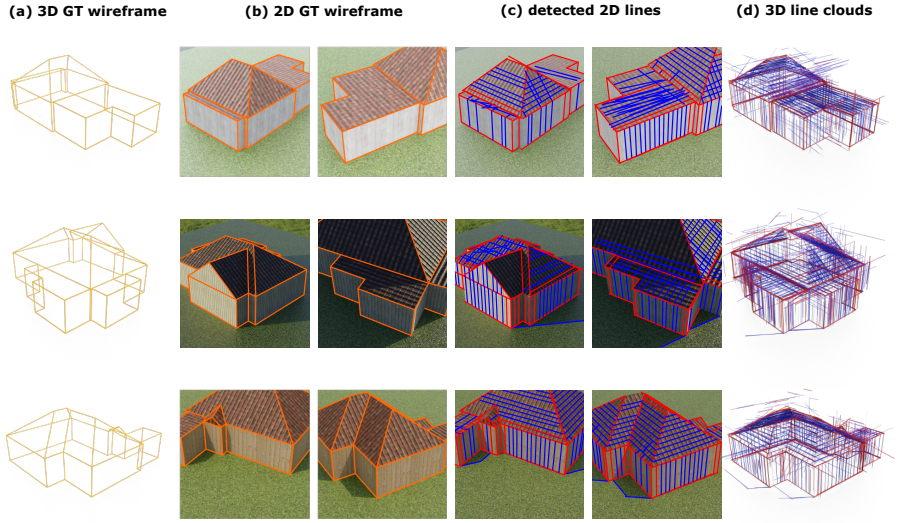 (a) 3D GT wireframe
(b) 2D GT wireframe
(c) detected 2D lines
(d) 3D line clouds